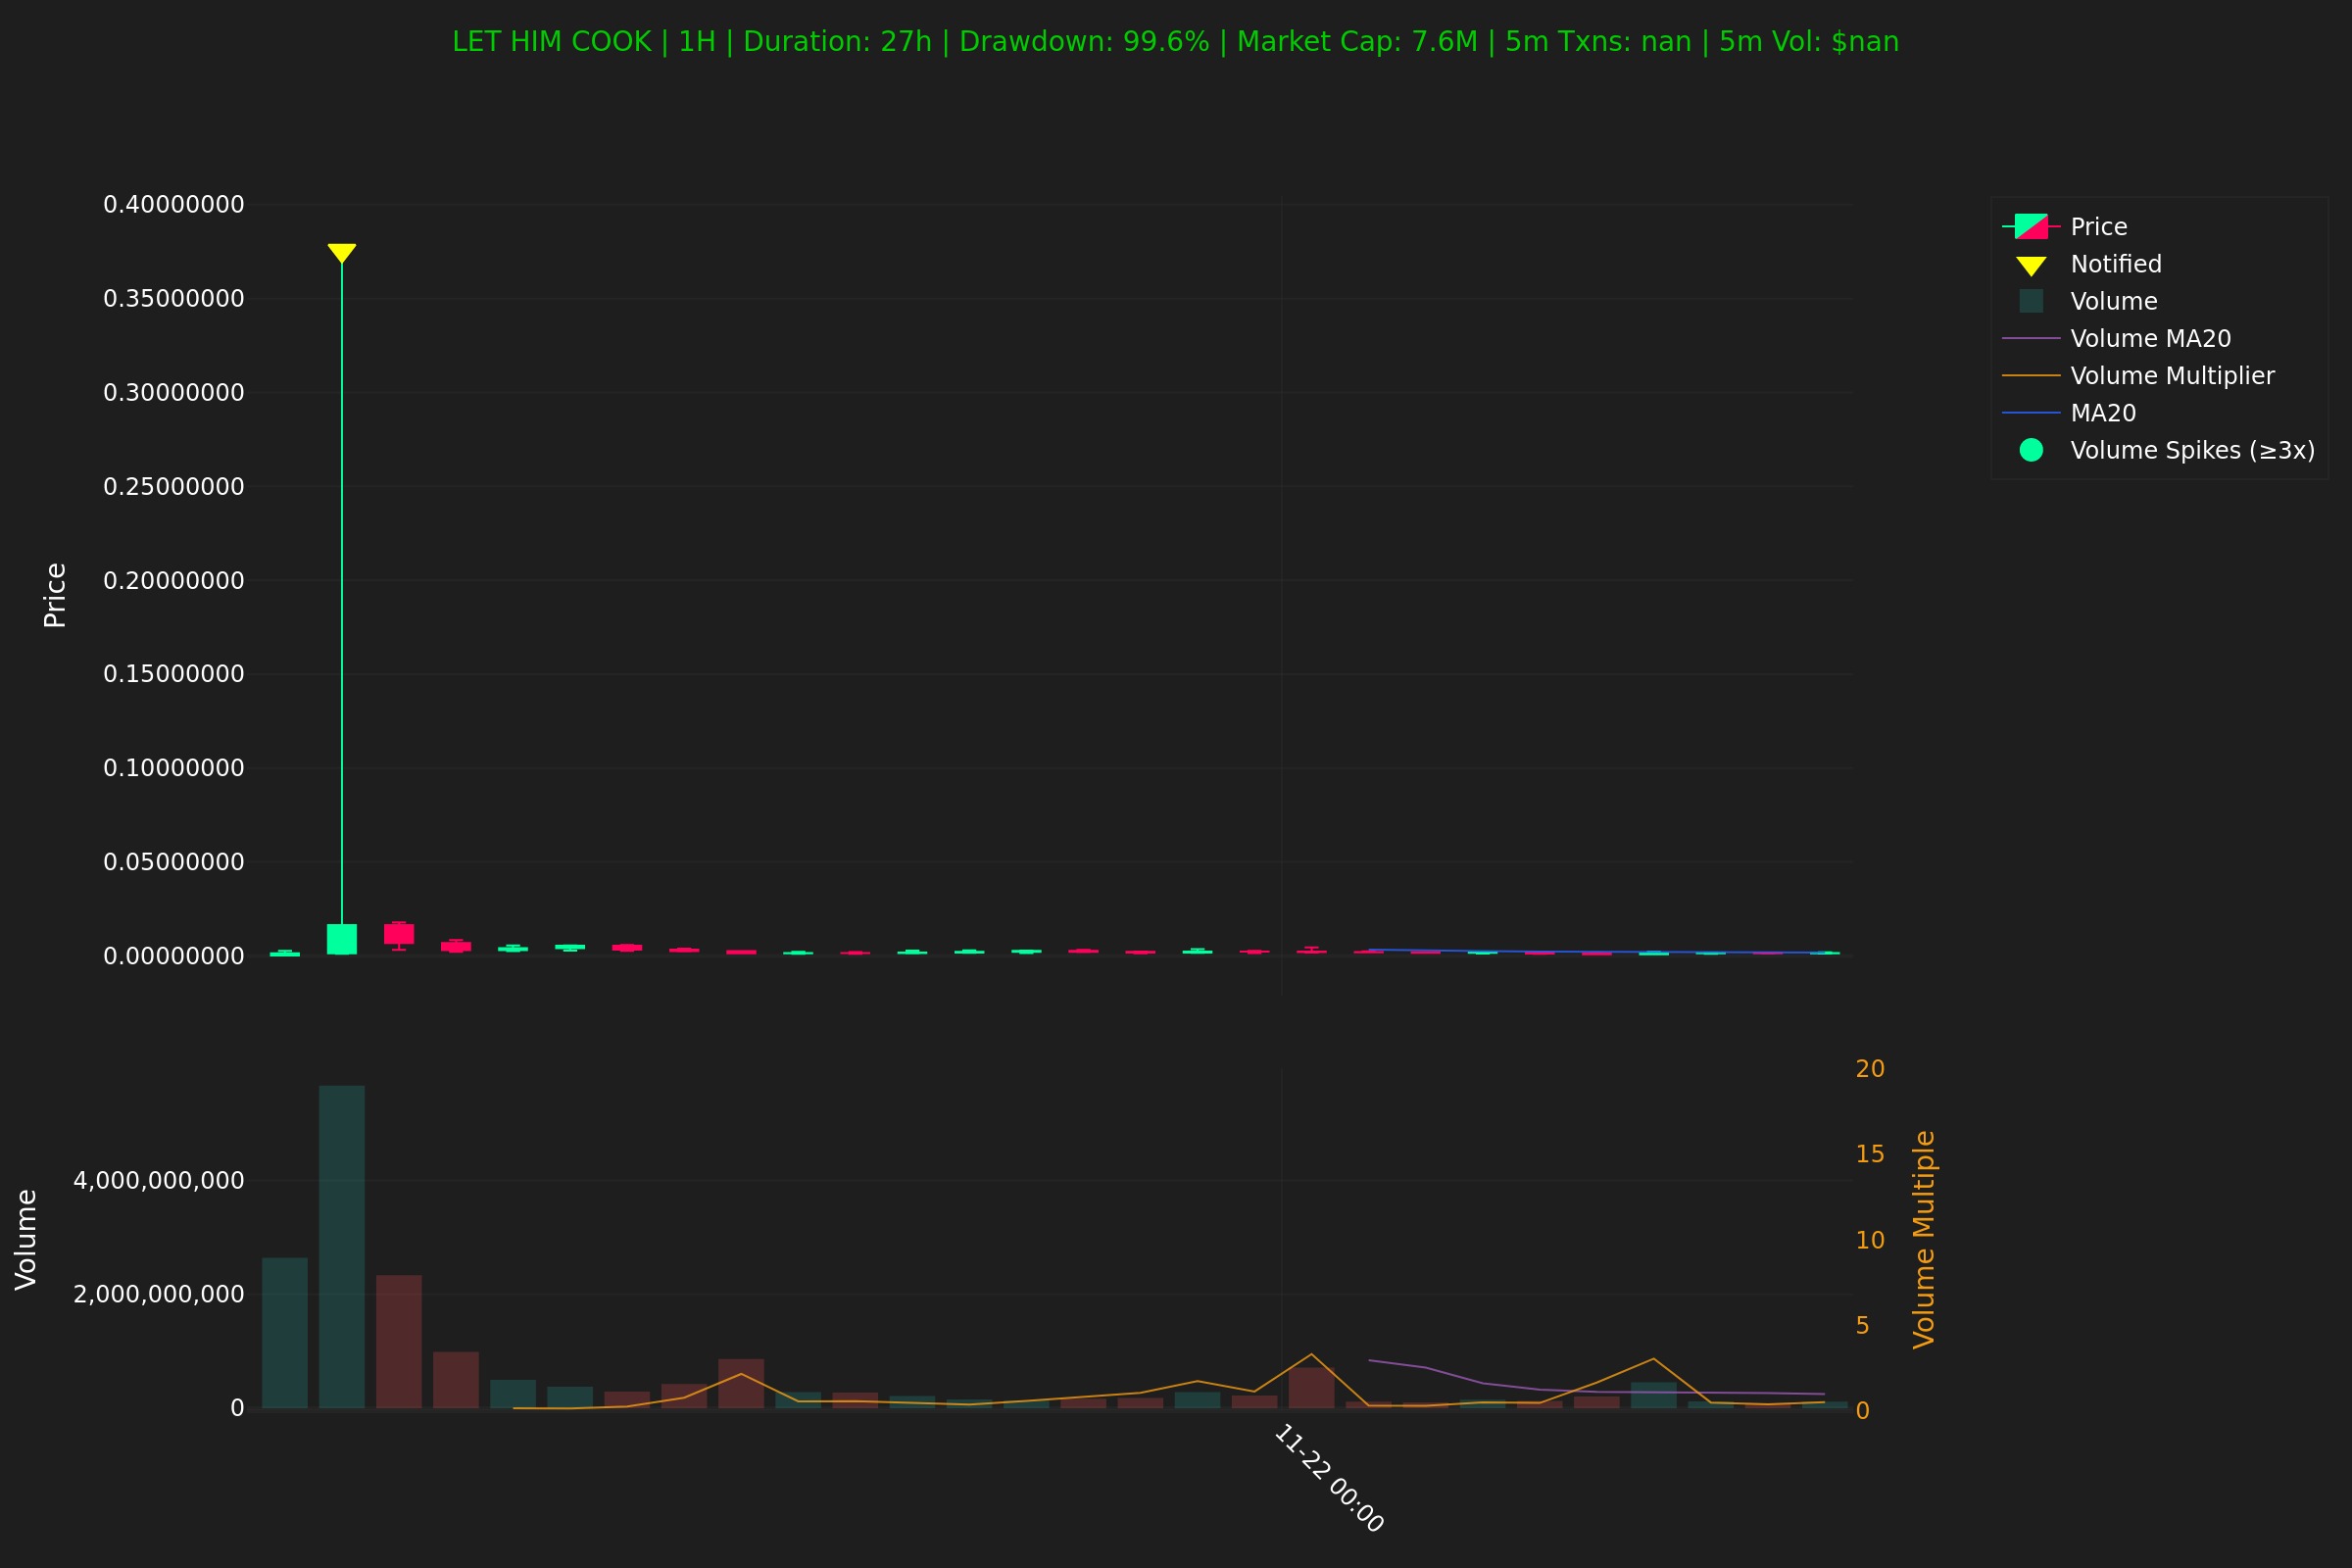 LET HIM COOK | 1H | Duration: 27h | Drawdown: 99.6% | Market Cap: 7.6M | 5m Txns: nan | 5m Vol: $nan
0.40000000
0.35000000
0.30000000
0.25000000
0.20000000
0.15000000
0.10000000
0.05000000
0.00000000
Price
Price
Notified
Volume
Volume MA20
Volume Multiplier
MA20
Volume Spikes (≥3x)
4,000,000,000
2,000,000,000
0
Volume
20
15
10
5
0
Volume Multiple
11-22 00:00